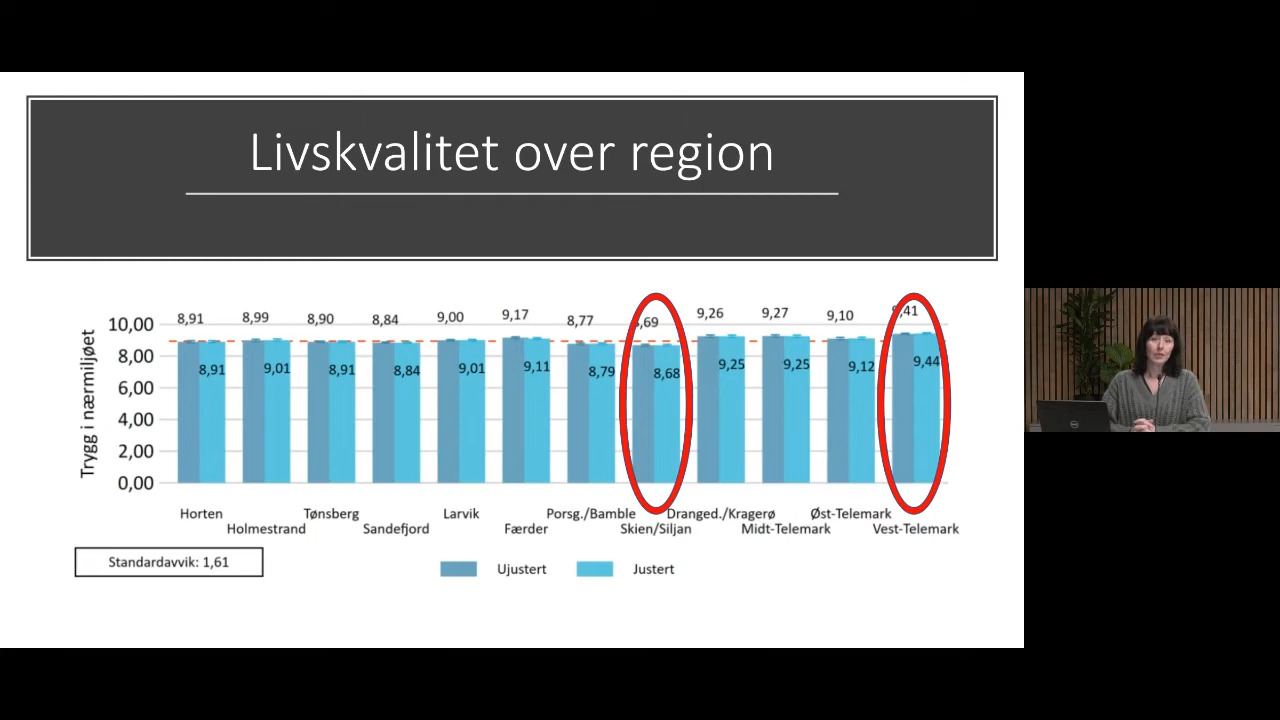 Livskvalitet over region
Trygg i nærmiljøet
10,00
8,00
6,00
4,00
2,00
0,00
8,91 8,99 8,90 8,84 9,00 9,17 8,77 8,69 9,26 9,27 9,10 9,41
8,91 9,01 8,91 8,84 9,01 9,11 8,79 8,68 9,25 9,25 9,12 9,44
Horten Tønsberg Larvik Porsg./Bamble Dranged./Kragerø Øst-Telemark
Holmestrand Sandefjord Færder Skien/Siljan Midt-Telemark Vest-Telemark
Standardavvik: 1,61
Ujustert Justert